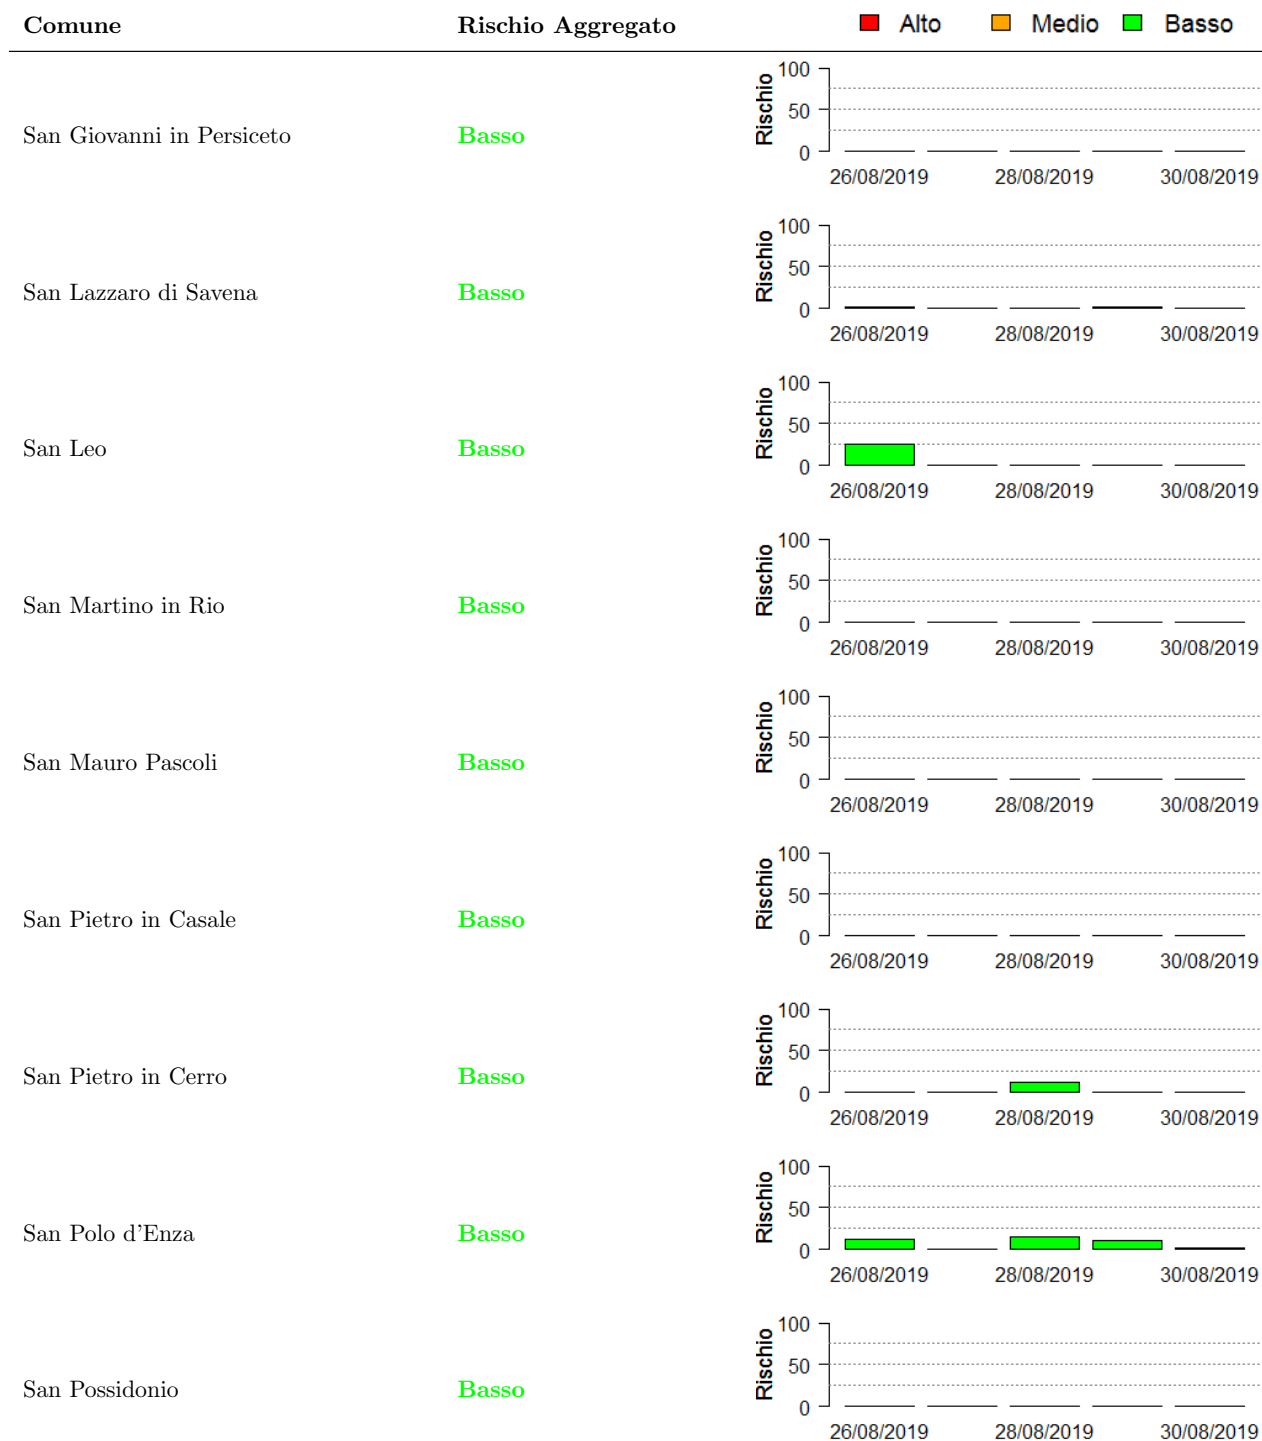 Comune Rischio Aggregato Alto Medio Basso
San Giovanni in Persiceto Basso Rischio 100 50 0
26/08/2019 28/08/2019 30/08/2019
San Lazzaro di Savena Basso Rischio 100 50 0
26/08/2019 28/08/2019 30/08/2019
San Leo Basso Rischio 100 50 0
26/08/2019 28/08/2019 30/08/2019
San Martino in Rio Basso Rischio 100 50 0
26/08/2019 28/08/2019 30/08/2019
San Mauro Pascoli Basso Rischio 100 50 0
26/08/2019 28/08/2019 30/08/2019
San Pietro in Casale Basso Rischio 100 50 0
26/08/2019 28/08/2019 30/08/2019
San Pietro in Cerro Basso Rischio 100 50 0
26/08/2019 28/08/2019 30/08/2019
San Polo d'Enza Basso Rischio 100 50 0
26/08/2019 28/08/2019 30/08/2019
San Possidonio Basso Rischio 100 50 0
26/08/2019 28/08/2019 30/08/2019